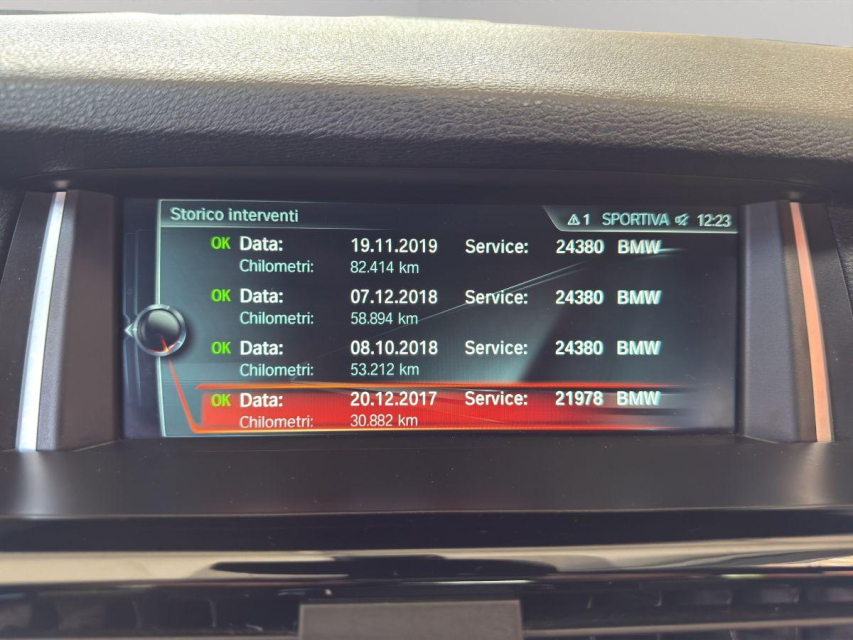 Storico interventi 1 SPORTIVA 12:23
OK Data: 19.11.2019 Service: 24380 BMW
Chilometri: 82.414 km
OK Data: 07.12.2018 Service: 24380 BMW
Chilometri: 58.894 km
OK Data: 08.10.2018 Service: 24380 BMW
Chilometri: 53.212 km
OK Data: 20.12.2017 Service: 21978 BMW
Chilometri: 30.882 km